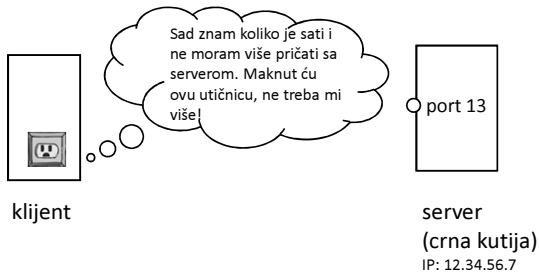 Sad znam koliko je sati i
ne moram više pričati sa
serverom. Maknut ću
ovu utičnicu, ne treba mi
više!
port 13
klijent
server
(crna kutija)
IP: 12.34.56.7